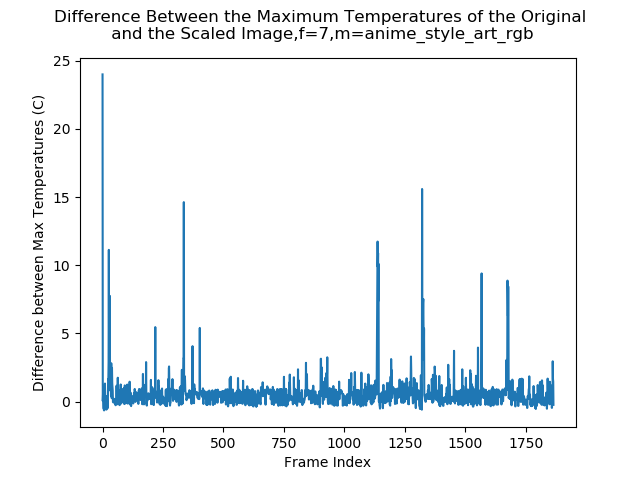 Difference Between the Maximum Temperatures of the Original
and the Scaled Image,f=7,m=anime_style_art_rgb
Difference between Max Temperatures (C)
25
20
15
10
5
0
0 250 500 750 1000 1250 1500 1750
Frame Index